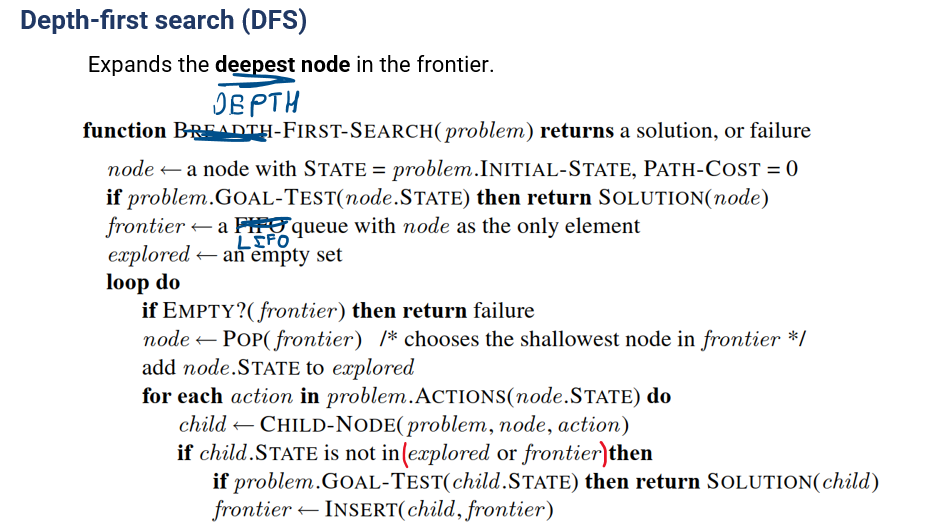 Depth-first search (DFS)
Expands the deepest node in the frontier.
DEPTH
function BREADTH-FIRST-SEARCH(problem) returns a solution, or failure
node ← a node with STATE = problem.INITIAL-STATE, PATH-COST = 0
if problem.GOAL-TEST(node.STATE) then return SOLUTION(node)
frontier ← a FIFO queue with node as the only element
LIFO
explored ← an empty set
loop do
if EMPTY?(frontier) then return failure
node ← POP(frontier) /* chooses the shallowest node in frontier */
add node.STATE to explored
for each action in problem.ACTIONS(node.STATE) do
child ← CHILD-NODE(problem, node, action)
if child.STATE is not in (explored or frontier) then
if problem.GOAL-TEST(child.STATE) then return SOLUTION(child)
frontier ← INSERT(child, frontier)